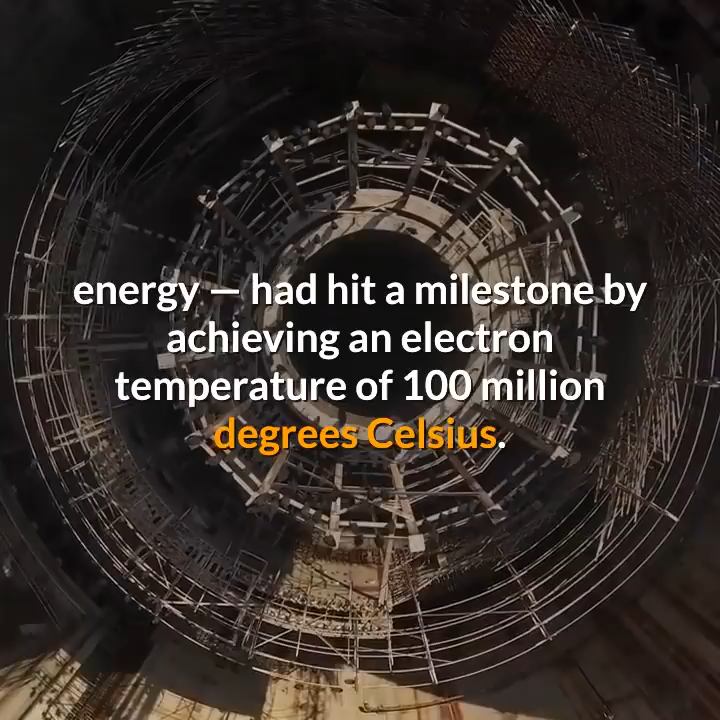 energy — had hit a milestone by
achieving an electron
temperature of 100 million
degrees Celsius.